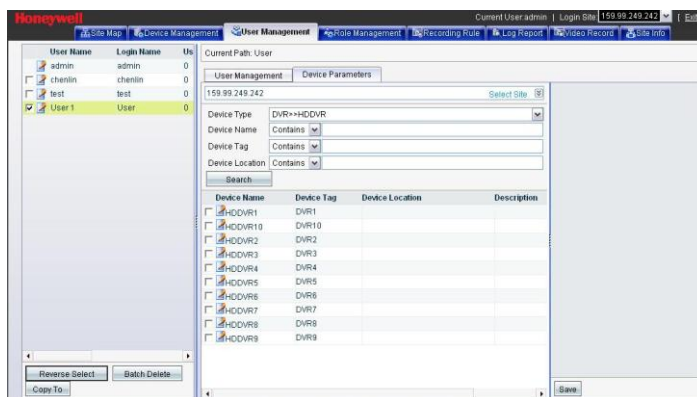 Honeywell
Current User:admin | Login Site 159.99.249.242 |
Site Map Device Management User Management Role Management Recording Rule Log Report Video Record Site Info
User Name Login Name Us
admin admin 0
chenlin chenlin 0
test test 0
User1 User 0
Reverse Select Batch Delete
Copy To
Current Path: User
User Management Device Parameters
159.99.249.242 Select Site
Device Type DVR>>HDDVR
Device Name Contains
Device Tag Contains
Device Location Contains
Search
Device Name Device Tag Device Location Description
HDDVR1 DVR1
HDDVR10 DVR10
HDDVR2 DVR2
HDDVR3 DVR3
HDDVR4 DVR4
HDDVR5 DVR5
HDDVR6 DVR6
HDDVR7 DVR7
HDDVR8 DVR8
HDDVR9 DVR9
Save